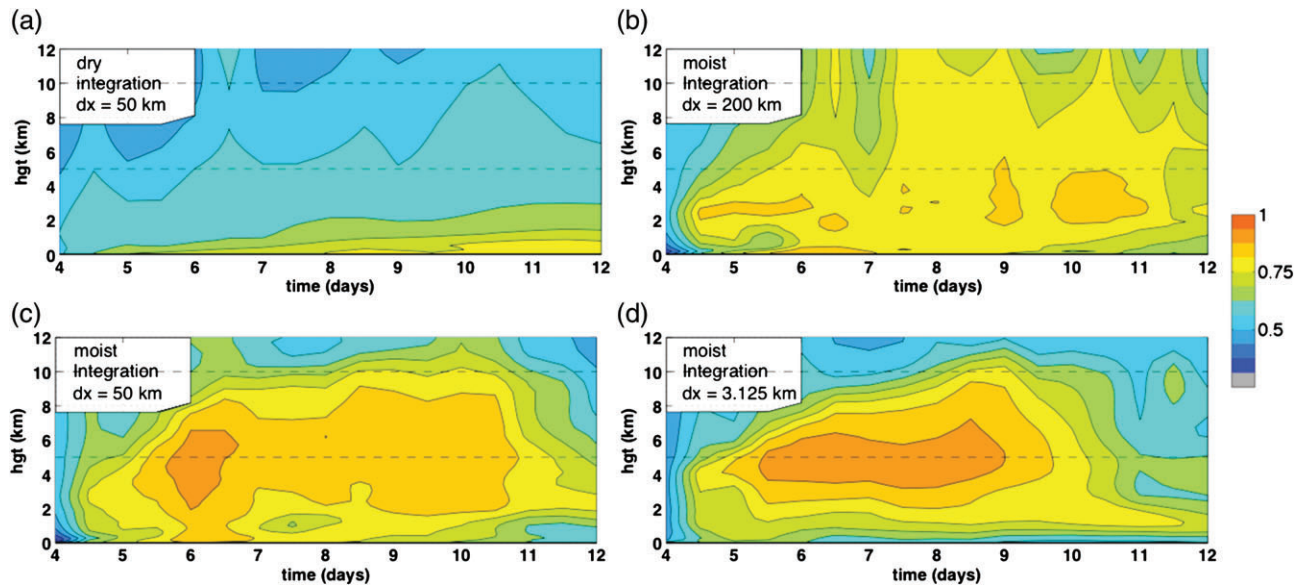 (a)
12
10
8
6
4
2
0
hgt (km)
dry
integration
dx = 50 km
4 5 6 7 8 9 10 11 12
time (days)
(b)
12
10
8
6
4
2
0
hgt (km)
moist
Integration
dx = 200 km
4 5 6 7 8 9 10 11 12
time (days)
(c)
12
10
8
6
4
2
0
hgt (km)
moist
Integration
dx = 50 km
4 5 6 7 8 9 10 11 12
time (days)
(d)
12
10
8
6
4
2
0
hgt (km)
moist
Integration
dx = 3.125 km
4 5 6 7 8 9 10 11 12
time (days)
1
0.75
0.5